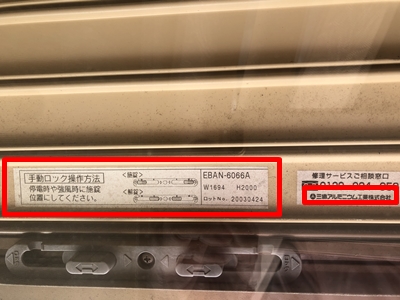 手動ロック操作方法
停電時や強風時に施錠
位置にしてください。
<施錠>
<解錠>
EBAN-6066A
W1694 H2000
ロットNo. 20030424
修理サービスご相談窓口
三協アルミニウム工業株式会社